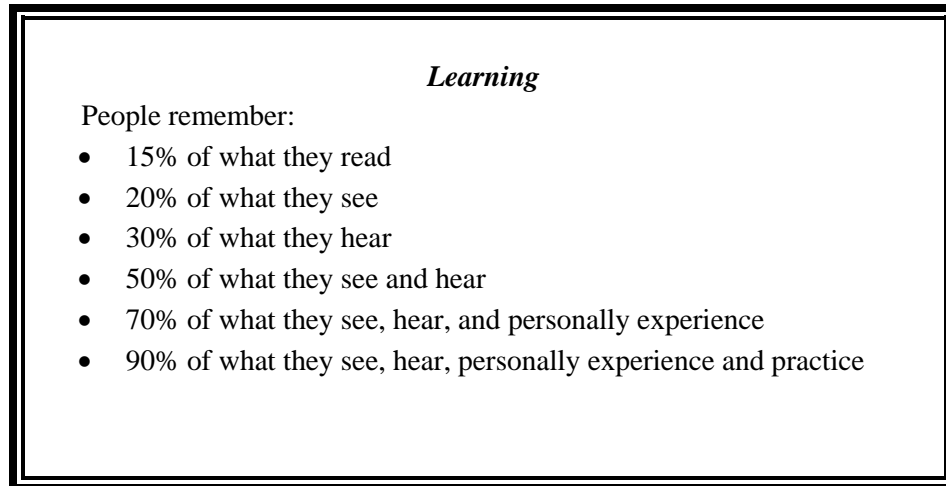 Learning
People remember:
• 15% of what they read
• 20% of what they see
• 30% of what they hear
• 50% of what they see and hear
• 70% of what they see, hear, and personally experience
• 90% of what they see, hear, personally experience and practice